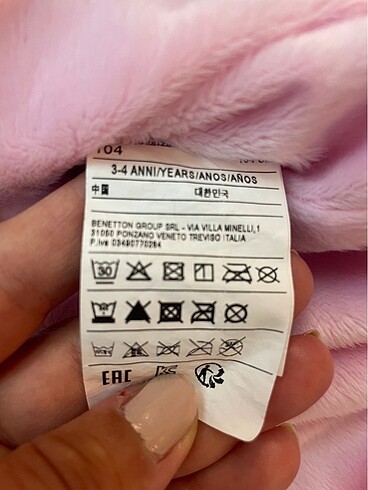 104
3-4 ANNI/YEARS/ANOS/AÑOS
中国 대한민국
BENETTON GROUP SRL - VIA VILLA MINELLI,1
31050 PONZANO VENETO TREVISO ITALIA
P.Iva 03490770264
30
EAC